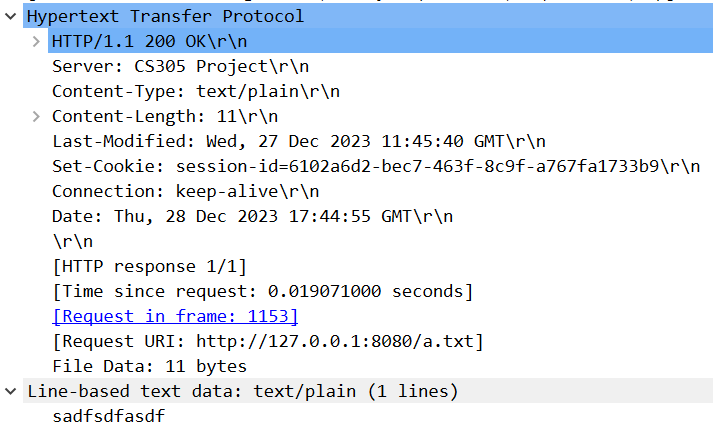 Hypertext Transfer Protocol
HTTP/1.1 200 OK\r\n
Server: CS305 Project\r\n
Content-Type: text/plain\r\n
Content-Length: 11\r\n
Last-Modified: Wed, 27 Dec 2023 11:45:40 GMT\r\n
Set-Cookie: session-id=6102a6d2-bec7-463f-8c9f-a767fa1733b9\r\n
Connection: keep-alive\r\n
Date: Thu, 28 Dec 2023 17:44:55 GMT\r\n
\r\n
[HTTP response 1/1]
[Time since request: 0.019071000 seconds]
[Request in frame: 1153]
[Request URI: http://127.0.0.1:8080/a.txt]
File Data: 11 bytes
Line-based text data: text/plain (1 lines)
sadfsdfasdf